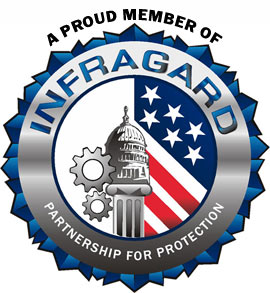 A PROUD MEMBER OF
INFRAGARD
PARTNERSHIP FOR PROTECTION